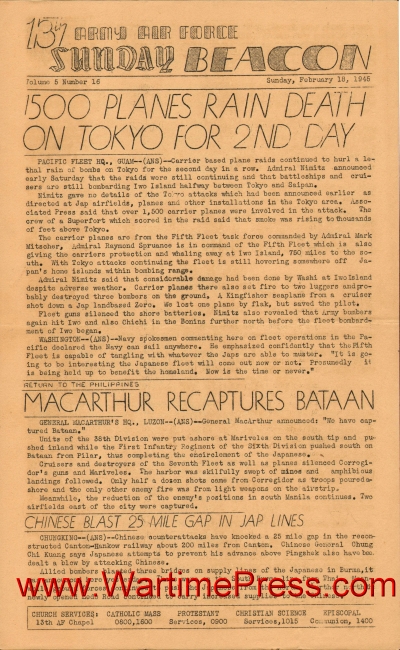 13th ARMY AIR FORCE
SUNDAY BEACON
Volume 5 Number 16 Sunday, February 18, 1945
1500 PLANES RAIN DEATH
ON TOKYO FOR 2ND DAY
PACIFIC FLEET HQ., GUAM--(ANS)--Carrier based plane raids continued to hurl a le-
thal rain of bombs on Tokyo for the second day in a row. Admiral Nimitz announced
early Saturday that the raids were still continuing and that battleships and crui-
sers are still bombarding Iwo Island halfway between Tokyo and Saipan.
Nimitz gave no details of the Tokyo attacks which had been announced earlier as
directed at Jap airfields, planes and other installations in the Tokyo area. Asso-
ciated Press said that over 1,500 carrier planes were involved in the attack. The
crew of a Superfort which scored in the raid said that smoke was rising to thousands
of feet above Tokyo.
The carrier planes are from the Fifth Fleet task force commanded by Admiral Mark
Mitscher. Admiral Raymond Spruance is in command of the Fifth Fleet which is also
giving the carriers protection and whaling away at Iwo Island, 750 miles to the so-
uth. With Tokyo attacks continuing the fleet is still hovering somewhere off Ja-
pan's home islands within bombing range.
Admiral Nimitz said that considerable damage had been done by Washi at Iwo Island
despite adverse weather. Carrier planes there also set fire to two luggers and pro-
bably destroyed three bombers on the ground. A Kingfisher seaplane from a cruiser
shot down a Jap landbased Zero. We lost one plane by flak, but saved the pilot.
Fleet guns silenced the shore batteries. Nimitz also revealed that Army bombers
again hit Iwo and also Chichi in the Bonins further north before the fleet bombard-
ment of Iwo began.
WASHINGTON--(ANS)--Navy spokesmen commenting here on fleet operations in the Pa-
cific declared the Navy can sail anywhere. He emphasized confidently that the Fifth
Fleet is capable of tangling with whatever the Japs are able to muster. "It is go-
ing to be interesting the Japanese fleet will come out now or not. Presumedly it
is being held up to benefit the homeland. Now is the time or never."
RETURN TO THE PHILIPPINES
MACARTHUR RECAPTURES BATAAN
GENERAL MACARTHUR'S HQ., LUZON--(ANS)--General MacArthur announced: "We have cap-
tured Bataan."
Units of the 38th Division were put ashore at Mariveles on the south tip and pu-
shed inland while the First Infantry Regiment of the Sixth Division pushed south on
Bataan from Pilar, thus completing the encirclement of the Japanese.
Cruisers and destroyers of the Seventh Fleet as well as planes silenced Corregi-
dor's guns and Mariveles. The harbor was skilfully swept of mines and amphibious
landings followed. Only half a dozen shots came from Corregidor as troops poured a-
shore and the only other enemy fire was from light weapons on the airstrip.
Meanwhile, the reduction of the enemy's positions in south Manila continues. Two
airfields east of the city were captured.
CHINESE BLAST 25 MILE GAP IN JAP LINES
CHUNGKING--(ANS)--Chinese counterattacks have knocked a 25 mile gap in the recon-
structed Canton-Hankow railway about 200 miles from Canton. Chinese General Chung
Chi Kuang says Japanese attempts to prevent his advance above Pingshek also have been
dealt a blow by attacking Chinese.
Allied bombers blasted three bridges on supply lines of the Japanese in Burma, it
www.WartimePress.com
CHURCH SERVICES: CATHOLIC MASS PROTESTANT CHRISTIAN SCIENCE EPISCOPAL
13th AF Chapel 0800,1600 Services, 0900 Services,1015 Communion, 1400